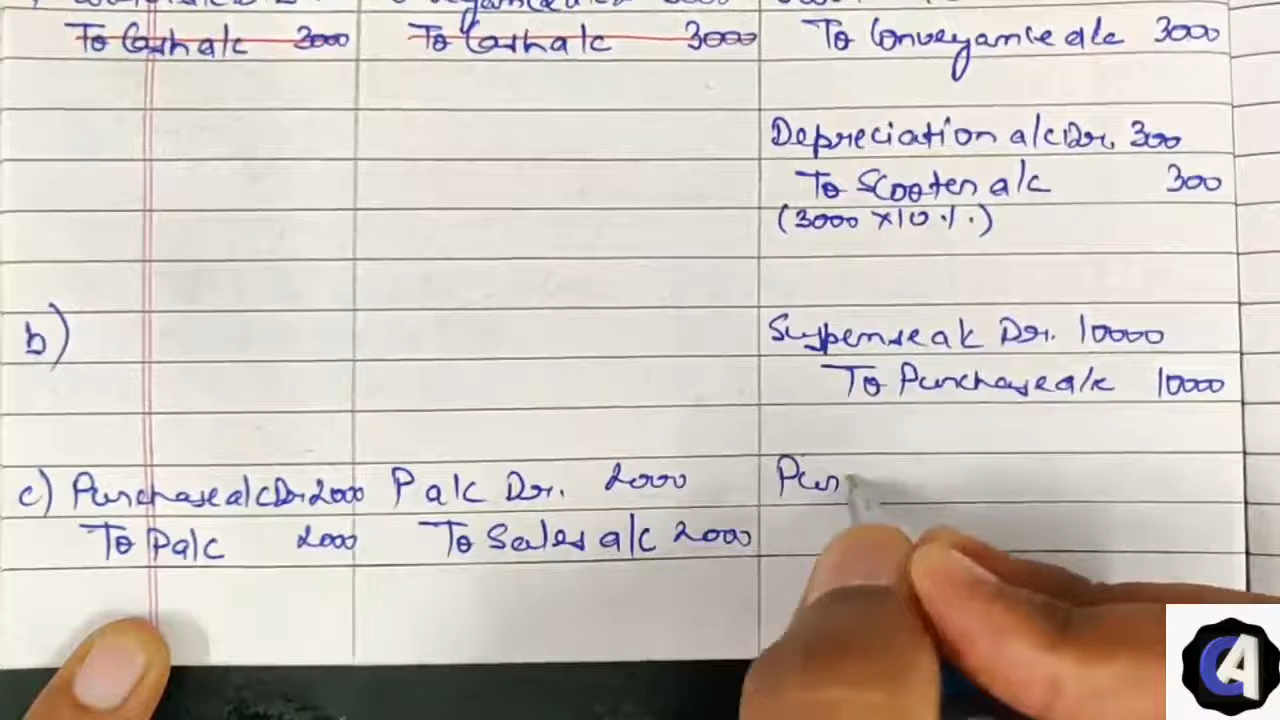 To Cash a/c 3000 To Cash a/c 3000 To Conveyance a/c 3000
Depreciation a/c Dr. 300
To Scooter a/c 300
(3000 × 10 %)
b) Suspense a/c Dr. 10000
To Purchase a/c 10000
c) Purchase a/c Dr. 2000 P a/c Dr. 2000 Pur
To P a/c 2000 To Sales a/c 2000
CA